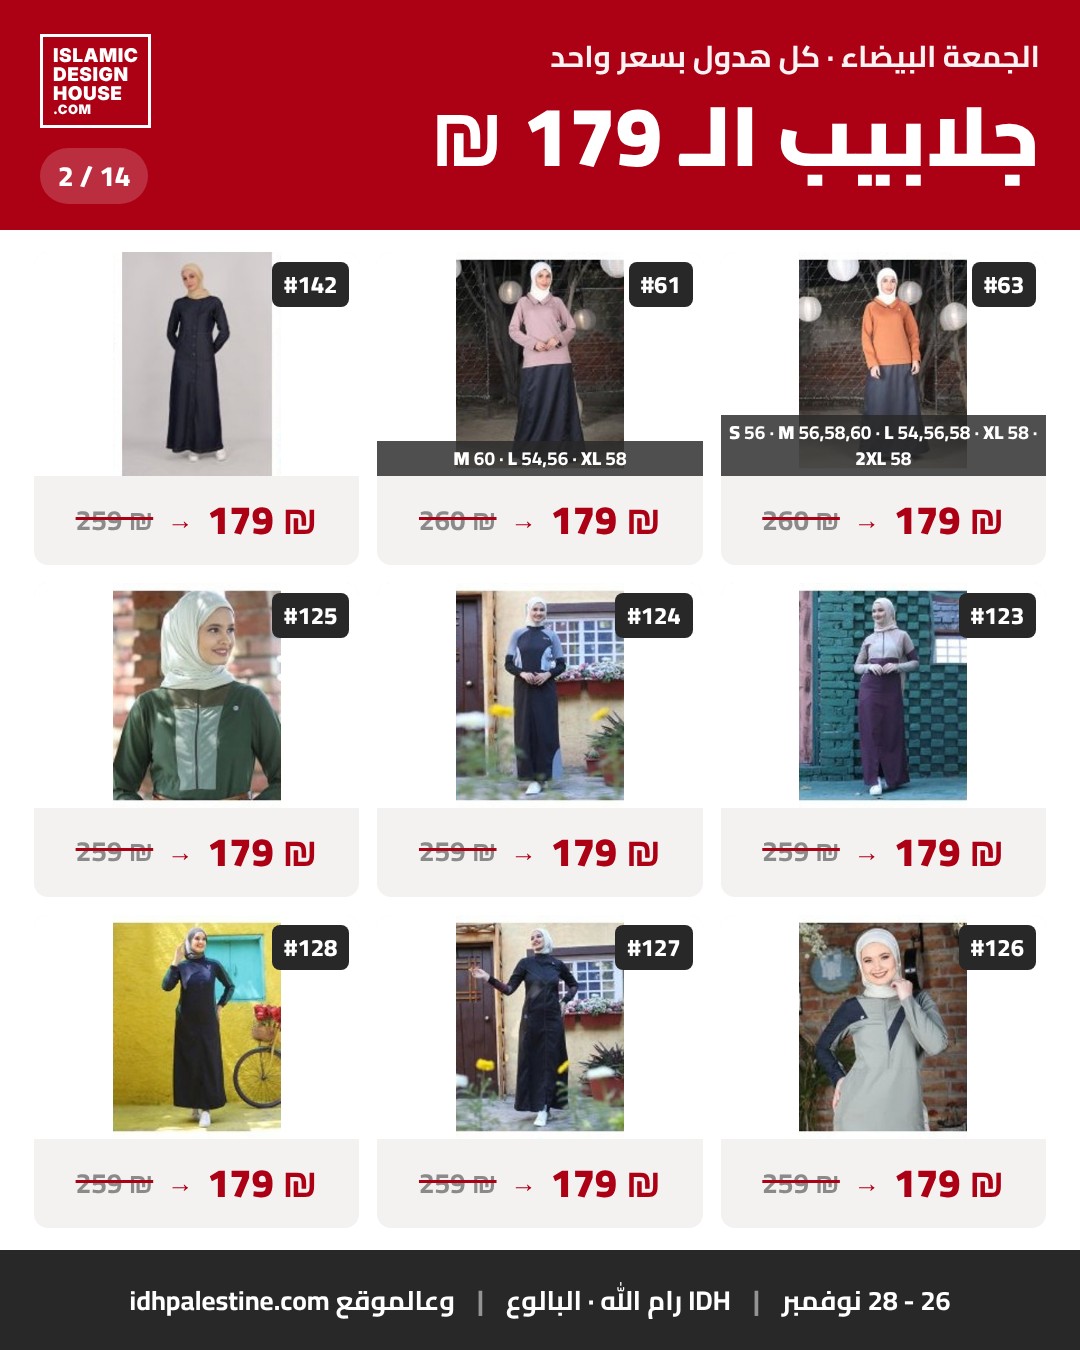 ISLAMIC
DESIGN
HOUSE
.COM
الجمعة البيضاء · كل هدول بسعر واحد
جلابيب الـ 179 ₪
2 / 14
#63
S 56 · M 56,58,60 · L 54,56,58 · XL 58 ·
2XL 58
260 ₪ → 179 ₪
#61
M 60 · L 54,56 · XL 58
260 ₪ → 179 ₪
#142
259 ₪ → 179 ₪
#123
259 ₪ → 179 ₪
#124
259 ₪ → 179 ₪
#125
259 ₪ → 179 ₪
#126
259 ₪ → 179 ₪
#127
259 ₪ → 179 ₪
#128
259 ₪ → 179 ₪
26 - 28 نوفمبر | IDH رام الله · البالوع | وعالموقع idhpalestine.com